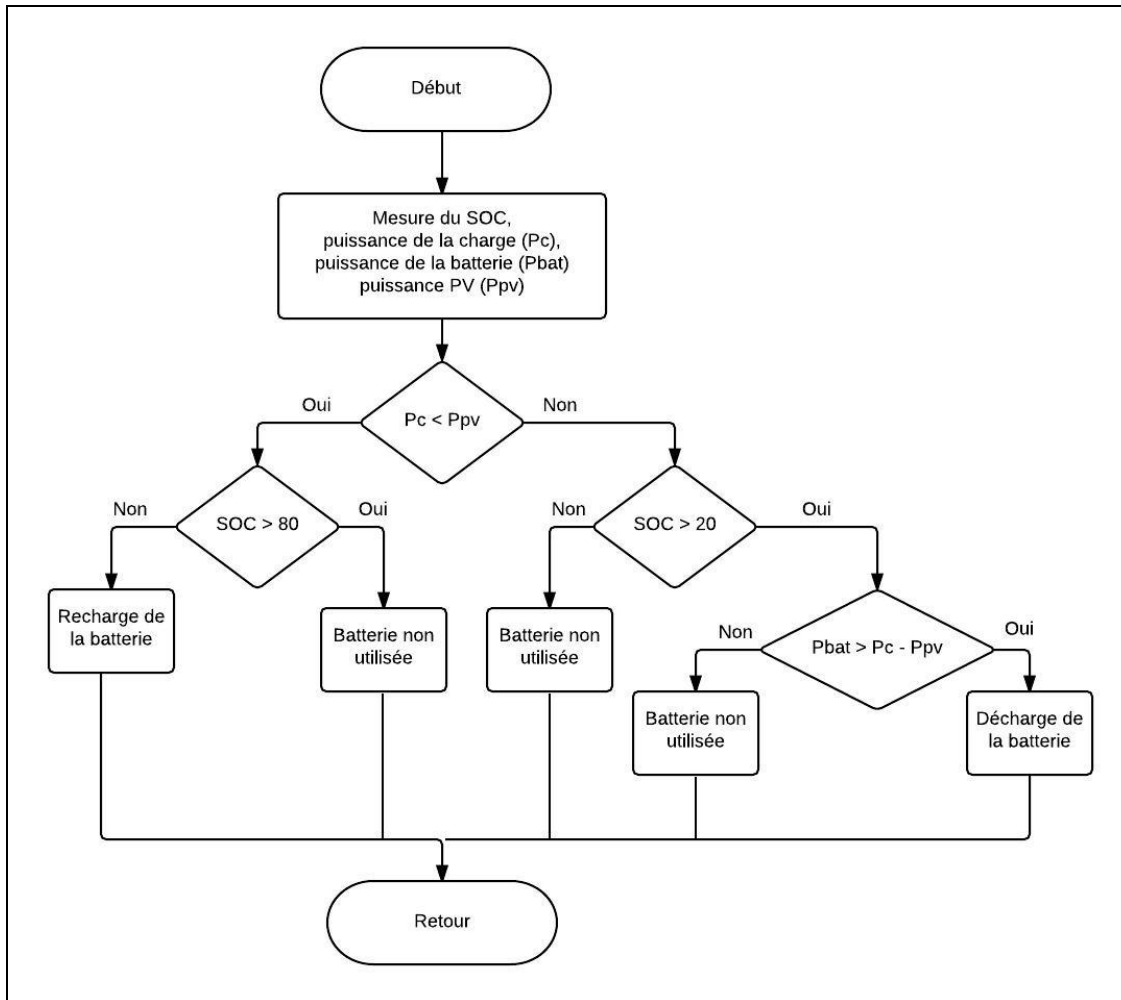 Début
Mesure du SOC,
puissance de la charge (Pc),
puissance de la batterie (Pbat)
puissance PV (Ppv)
Oui
Pc < Ppv
Non
Non
SOC > 80
Oui
Non
SOC > 20
Oui
Recharge de
la batterie
Batterie non
utilisée
Batterie non
utilisée
Non
Pbat > Pc - Ppv
Oui
Batterie non
utilisée
Décharge de
la batterie
Retour